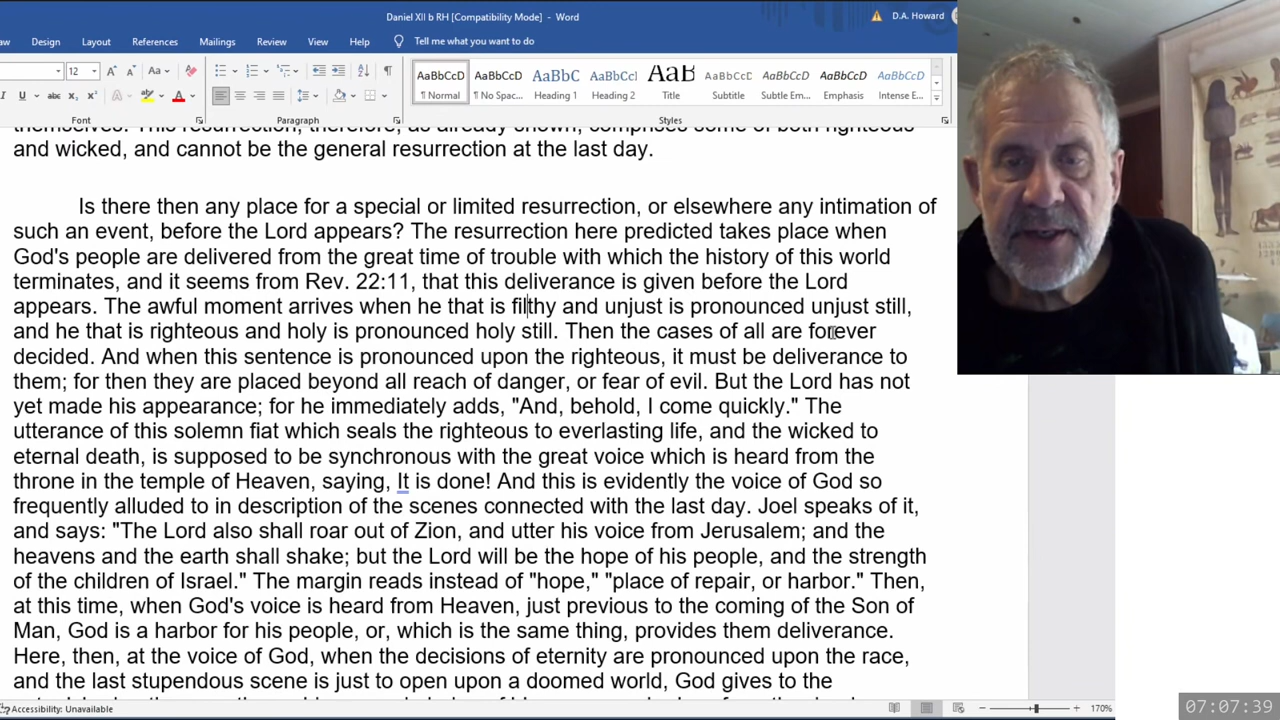 Daniel XII b RH [Compatibility Mode] - Word
D.A. Howard
Design Layout References Mailings Review View Help Tell me what you want to do
12
AaBbCcD AaBbCcD AaBbC AaBbCcI AaB AaBbCcD AaBbCcD AaBbCcD AaBbCcD
¶ Normal ¶ No Spac... Heading 1 Heading 2 Title Subtitle Subtle Em... Emphasis Intense E...
Font Paragraph Styles
themselves. This resurrection, therefore, as already shown, comprises some of both righteous
and wicked, and cannot be the general resurrection at the last day.
Is there then any place for a special or limited resurrection, or elsewhere any intimation of
such an event, before the Lord appears? The resurrection here predicted takes place when
God's people are delivered from the great time of trouble with which the history of this world
terminates, and it seems from Rev. 22:11, that this deliverance is given before the Lord
appears. The awful moment arrives when he that is filthy and unjust is pronounced unjust still,
and he that is righteous and holy is pronounced holy still. Then the cases of all are forever
decided. And when this sentence is pronounced upon the righteous, it must be deliverance to
them; for then they are placed beyond all reach of danger, or fear of evil. But the Lord has not
yet made his appearance; for he immediately adds, "And, behold, I come quickly." The
utterance of this solemn fiat which seals the righteous to everlasting life, and the wicked to
eternal death, is supposed to be synchronous with the great voice which is heard from the
throne in the temple of Heaven, saying, It is done! And this is evidently the voice of God so
frequently alluded to in description of the scenes connected with the last day. Joel speaks of it,
and says: "The Lord also shall roar out of Zion, and utter his voice from Jerusalem; and the
heavens and the earth shall shake; but the Lord will be the hope of his people, and the strength
of the children of Israel." The margin reads instead of "hope," "place of repair, or harbor." Then,
at this time, when God's voice is heard from Heaven, just previous to the coming of the Son of
Man, God is a harbor for his people, or, which is the same thing, provides them deliverance.
Here, then, at the voice of God, when the decisions of eternity are pronounced upon the race,
and the last stupendous scene is just to open upon a doomed world, God gives to the
Accessibility: Unavailable
170%
07:07:39